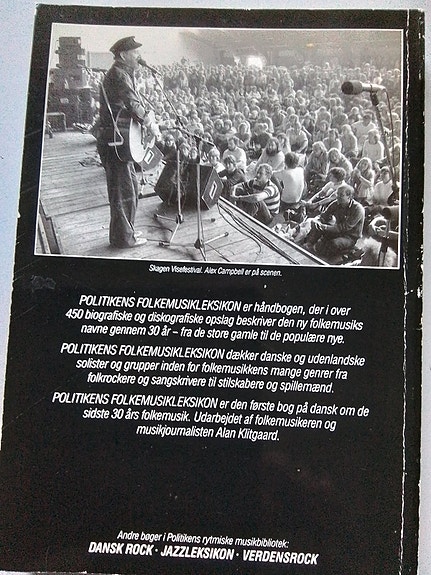 Skagen Visefestival. Alex Campbell er på scenen.
POLITIKENS FOLKEMUSIKLEKSIKON er håndbogen, der i over
450 biografiske og diskografiske opslag beskriver den ny folkemusiks
navne gennem 30 år – fra de store gamle til de populære nye.
POLITIKENS FOLKEMUSIKLEKSIKON dækker danske og udenlandske
solister og grupper inden for folkemusikkens mange genrer fra
folkrockere og sangskrivere til stilskabere og spillemænd.
POLITIKENS FOLKEMUSIKLEKSIKON er den første bog på dansk om de
sidste 30 års folkemusik. Udarbejdet af folkemusikeren og
musikjournalisten Alan Klitgaard.
Andre bøger i Politikens rytmiske musikbibliotek:
DANSK ROCK · JAZZLEKSIKON · VERDENSROCK